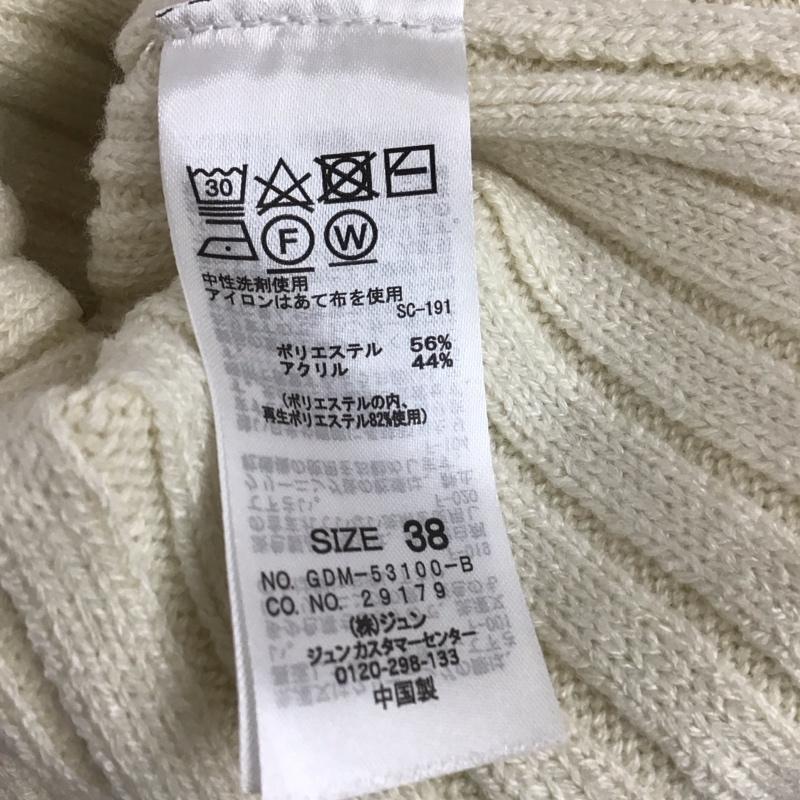 30
F W
中性洗剤使用
アイロンはあて布を使用
SC-191
ポリエステル 56%
アクリル 44%
(ポリエステルの内、
再生ポリエステル82%使用)
SIZE 38
NO. GDM-53100-B
CO. NO. 29179
(株)ジュン
ジュンカスタマーセンター
0120-298-133
中国製